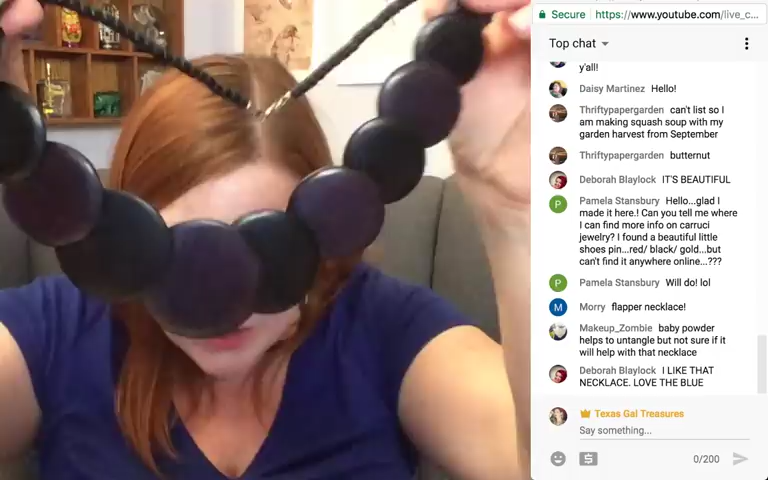 Secure https://www.youtube.com/live_c...
Top chat
y'all!
Daisy Martinez Hello!
Thriftypapergarden can't list so I
am making squash soup with my
garden harvest from September
Thriftypapergarden butternut
Deborah Blaylock IT'S BEAUTIFUL
P
Pamela Stansbury Hello...glad I
made it here.! Can you tell me where
I can find more info on carruci
jewelry? I found a beautiful little
shoes pin...red/ black/ gold...but
can't find it anywhere online...???
P
Pamela Stansbury Will do! lol
M
Morry flapper necklace!
Makeup_Zombie baby powder
helps to untangle but not sure if it
will help with that necklace
Deborah Blaylock I LIKE THAT
NECKLACE. LOVE THE BLUE
Texas Gal Treasures
Say something...
0/200